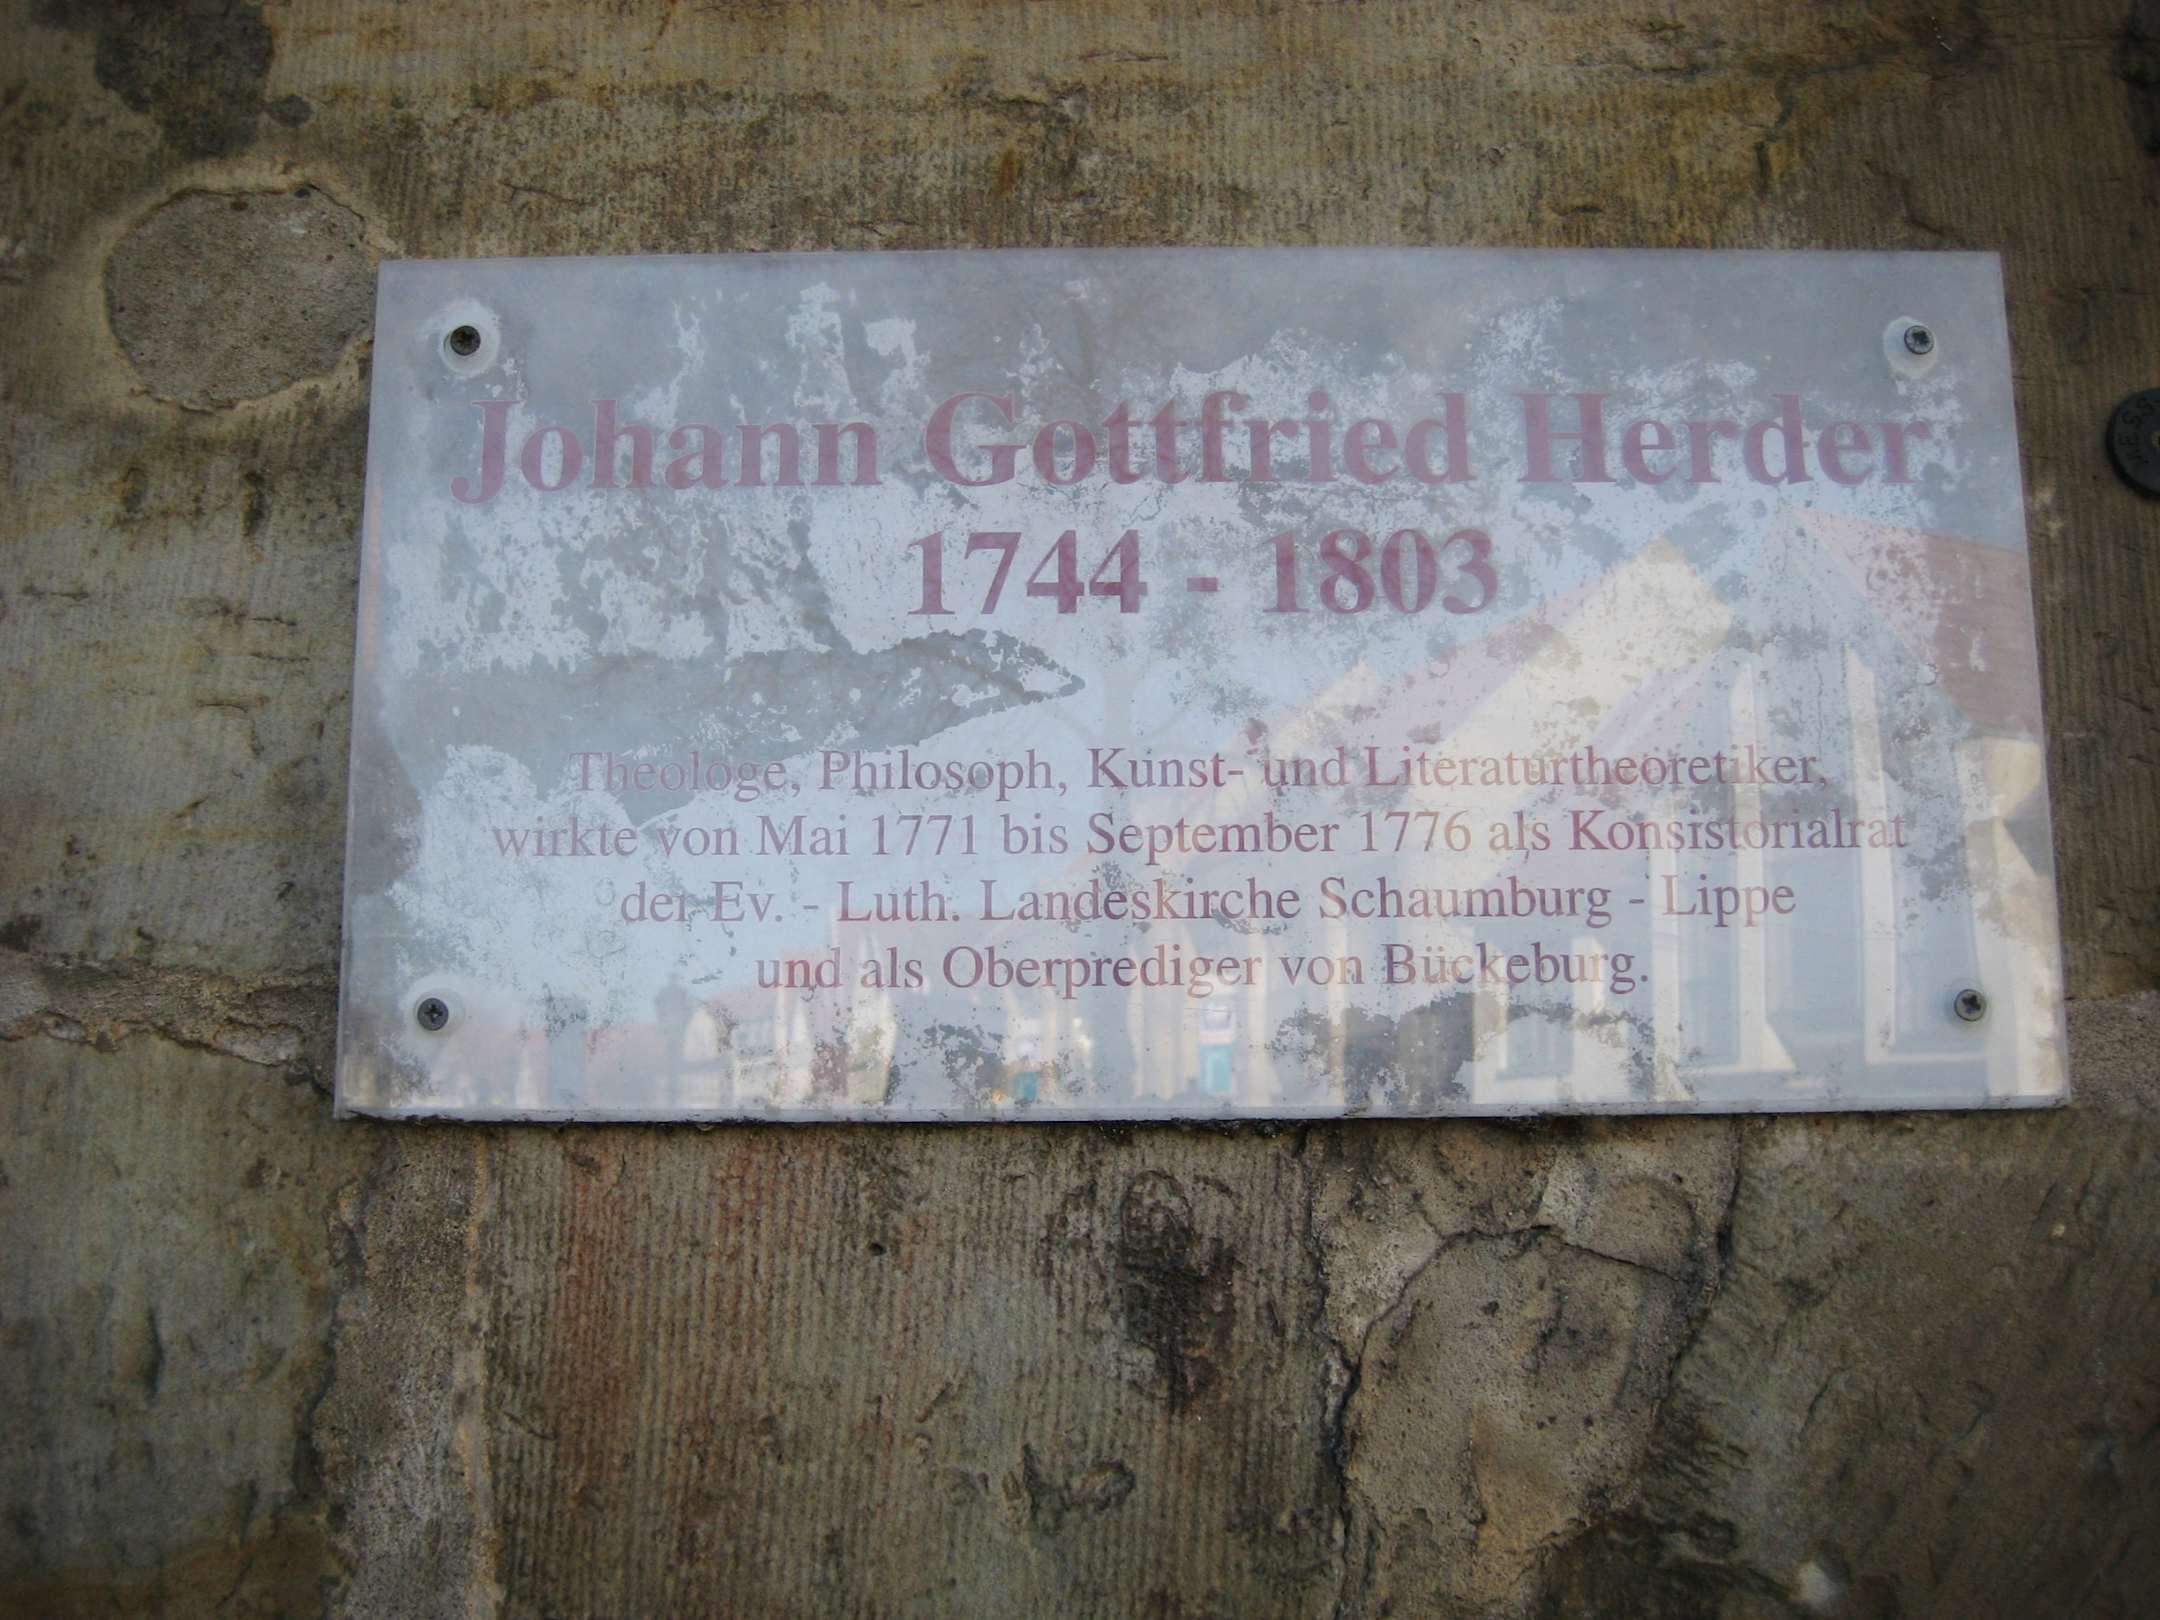 Johann Gottfried Herder
1744 - 1803
Theologe, Philosoph, Kunst- und Literaturtheoretiker,
wirkte von Mai 1771 bis September 1776 als Konsistorialrat
der Ev. - Luth. Landeskirche Schaumburg - Lippe
und als Oberprediger von Bückeburg.